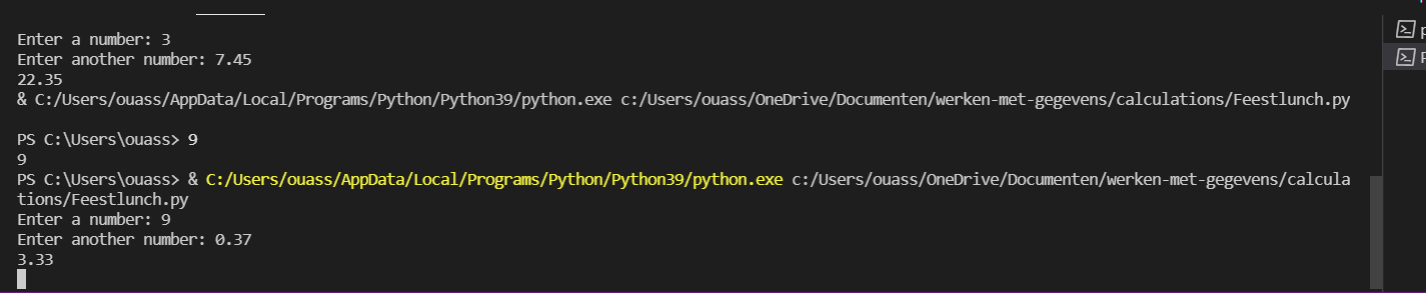 Enter a number: 3
Enter another number: 7.45
22.35
& C:/Users/ouass/AppData/Local/Programs/Python/Python39/python.exe c:/Users/ouass/OneDrive/Documenten/werken-met-gegevens/calculations/Feestlunch.py
PS C:\Users\ouass> 9
9
PS C:\Users\ouass> & C:/Users/ouass/AppData/Local/Programs/Python/Python39/python.exe c:/Users/ouass/OneDrive/Documenten/werken-met-gegevens/calcula
tions/Feestlunch.py
Enter a number: 9
Enter another number: 0.37
3.33